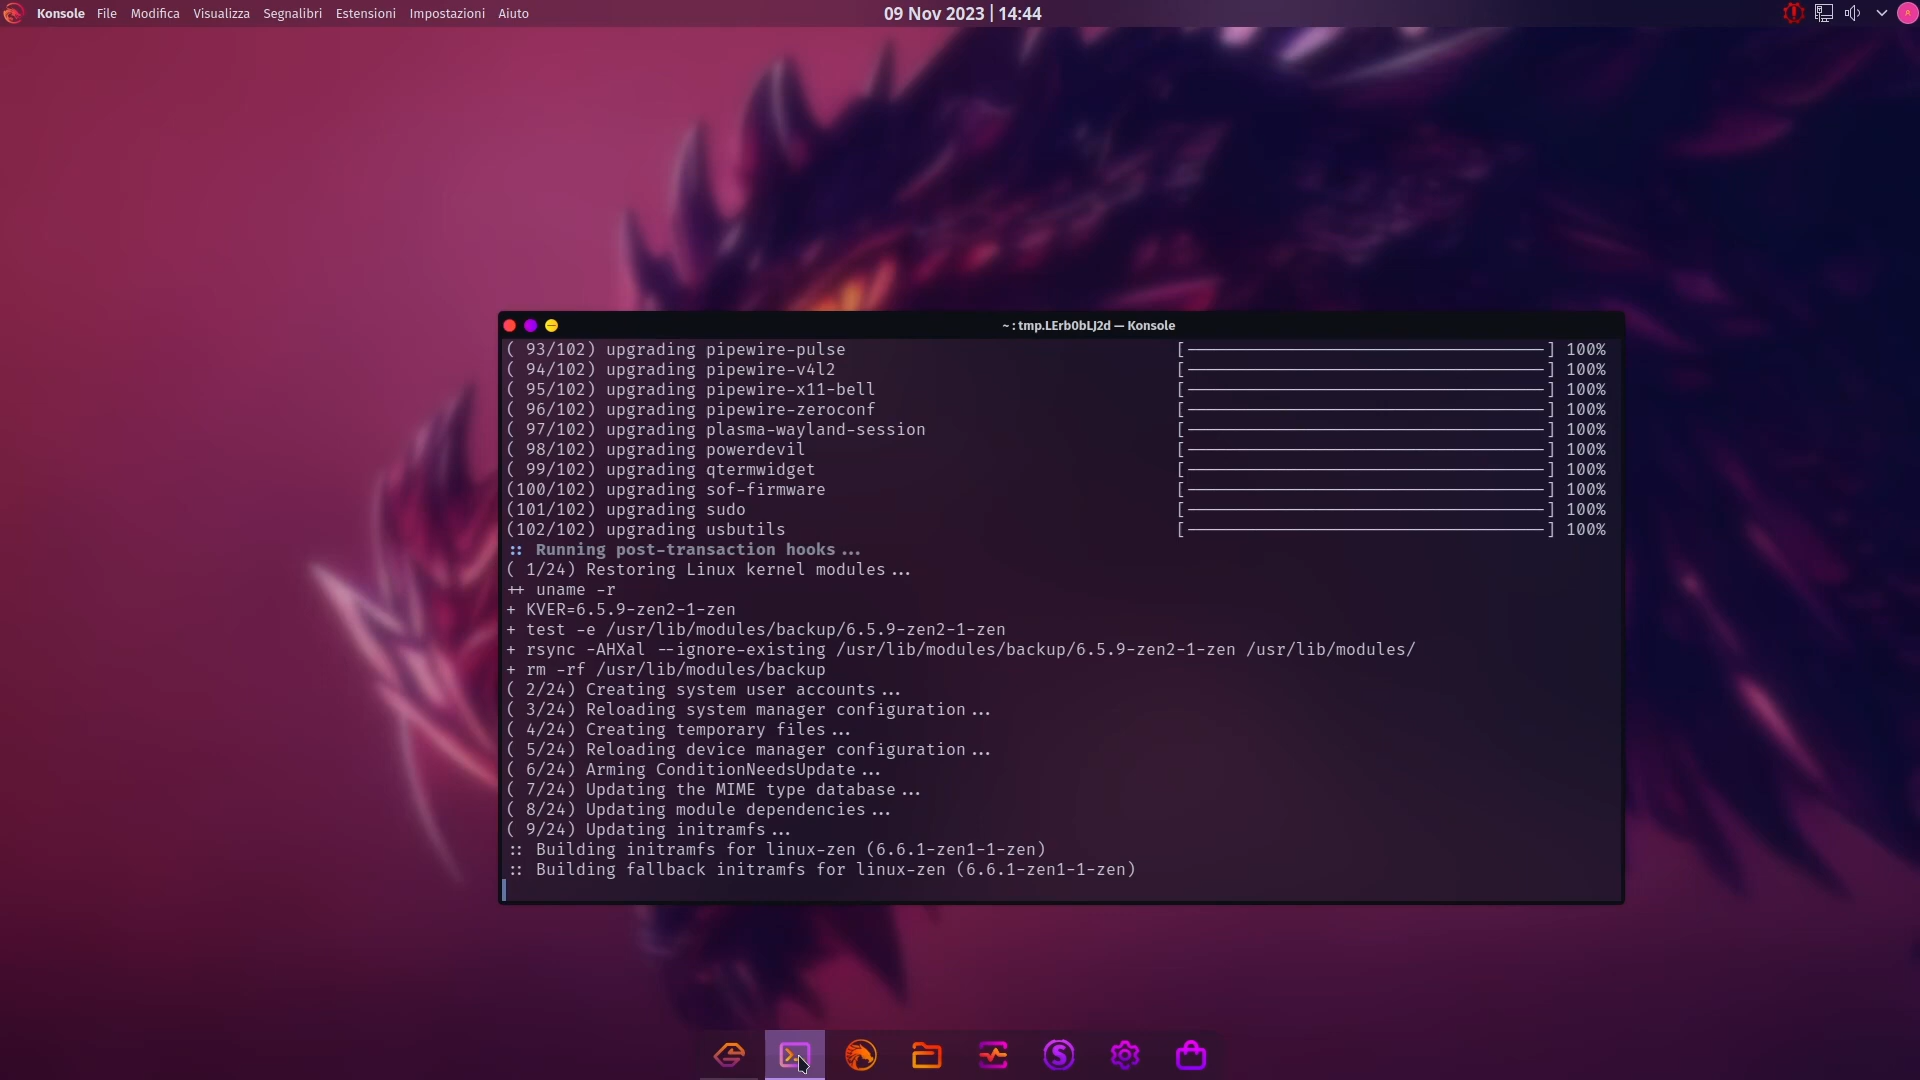 Konsole File Modifica Visualizza Segnalibri Estensioni Impostazioni Aiuto 09 Nov 2023 | 14:44
~ : tmp.LErb0bLJ2d — Konsole
( 93/102) upgrading pipewire-pulse [------------------------------------] 100%
( 94/102) upgrading pipewire-v4l2 [------------------------------------] 100%
( 95/102) upgrading pipewire-x11-bell [------------------------------------] 100%
( 96/102) upgrading pipewire-zeroconf [------------------------------------] 100%
( 97/102) upgrading plasma-wayland-session [------------------------------------] 100%
( 98/102) upgrading powerdevil [------------------------------------] 100%
( 99/102) upgrading qtermwidget [------------------------------------] 100%
(100/102) upgrading sof-firmware [------------------------------------] 100%
(101/102) upgrading sudo [------------------------------------] 100%
(102/102) upgrading usbutils [------------------------------------] 100%
:: Running post-transaction hooks...
( 1/24) Restoring Linux kernel modules...
++ uname -r
+ KVER=6.5.9-zen2-1-zen
+ test -e /usr/lib/modules/backup/6.5.9-zen2-1-zen
+ rsync -AHXal --ignore-existing /usr/lib/modules/backup/6.5.9-zen2-1-zen /usr/lib/modules/
+ rm -rf /usr/lib/modules/backup
( 2/24) Creating system user accounts...
( 3/24) Reloading system manager configuration...
( 4/24) Creating temporary files...
( 5/24) Reloading device manager configuration...
( 6/24) Arming ConditionNeedsUpdate...
( 7/24) Updating the MIME type database...
( 8/24) Updating module dependencies...
( 9/24) Updating initramfs...
:: Building initramfs for linux-zen (6.6.1-zen1-1-zen)
:: Building fallback initramfs for linux-zen (6.6.1-zen1-1-zen)